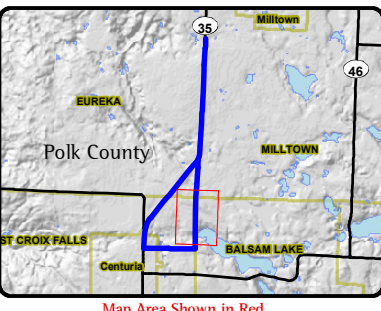 Milltown
35
46
EUREKA
Polk County
MILLTOWN
ST CROIX FALLS
BALSAM LAKE
Centuria
Map Area Shown in Red